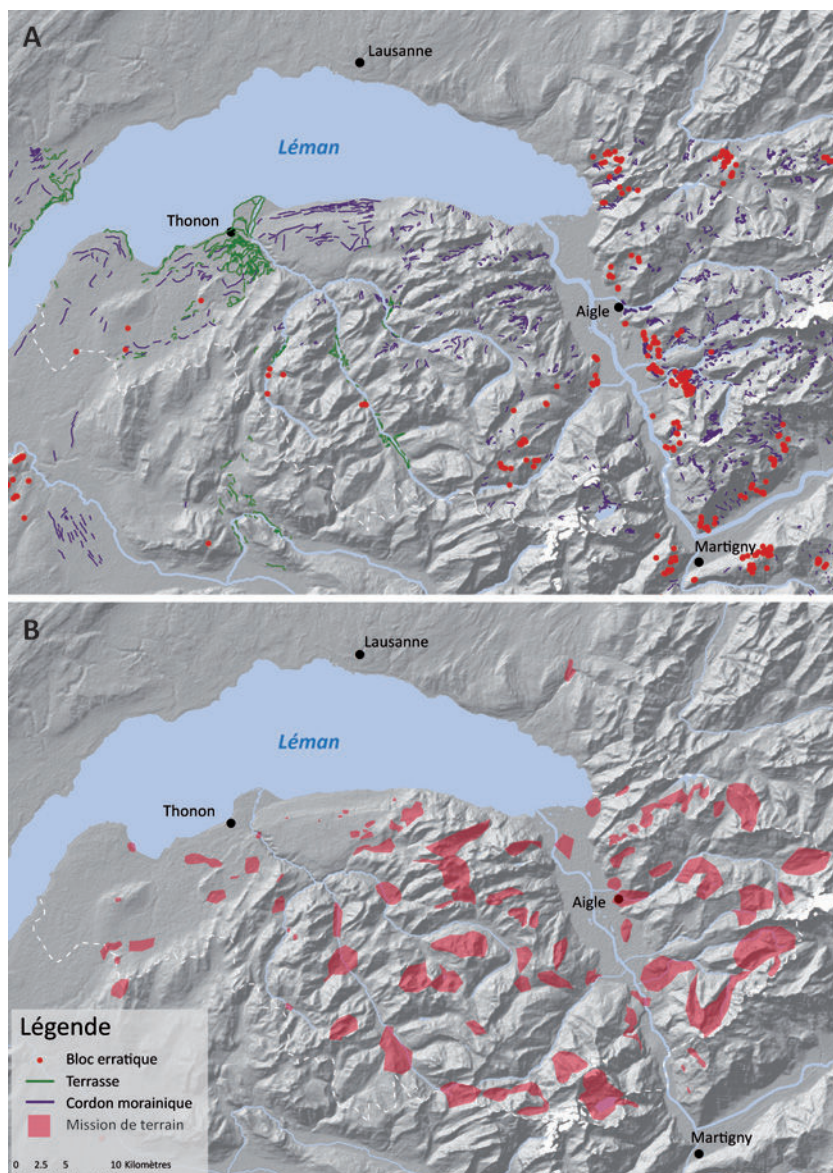 A
Lausanne
Léman
Thonon
Aigle
Martigny
B
Lausanne
Léman
Thonon
Aigle
Légende
Bloc erratique
Terrasse
Cordon morainique
Mission de terrain
Martigny
0 2.5 5 10 Kilomètres